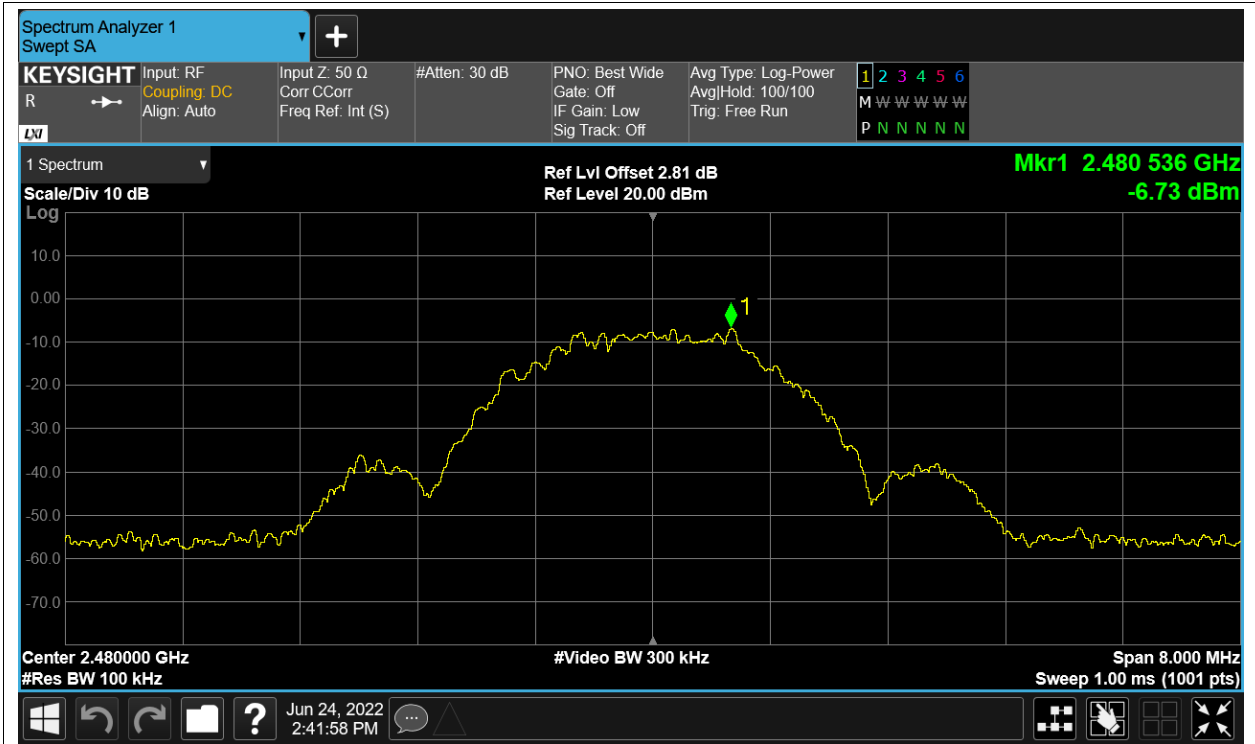 Spectrum Analyzer 1
Swept SA
+
KEYSIGHT
R
LXI
Input: RF
Coupling: DC
Align: Auto
Input Z: 50 Ω
Corr CCorr
Freq Ref: Int (S)
#Atten: 30 dB
PNO: Best Wide
Gate: Off
IF Gain: Low
Sig Track: Off
Avg Type: Log-Power
Avg|Hold: 100/100
Trig: Free Run
1 2 3 4 5 6
M W W W W W
P N N N N N
1 Spectrum
Scale/Div 10 dB
Log
Ref Lvl Offset 2.81 dB
Ref Level 20.00 dBm
Mkr1 2.480 536 GHz
-6.73 dBm
10.0
0.00
-10.0
-20.0
-30.0
-40.0
-50.0
-60.0
-70.0
1
Center 2.480000 GHz
#Res BW 100 kHz
#Video BW 300 kHz
Span 8.000 MHz
Sweep 1.00 ms (1001 pts)
?
Jun 24, 2022
2:41:58 PM